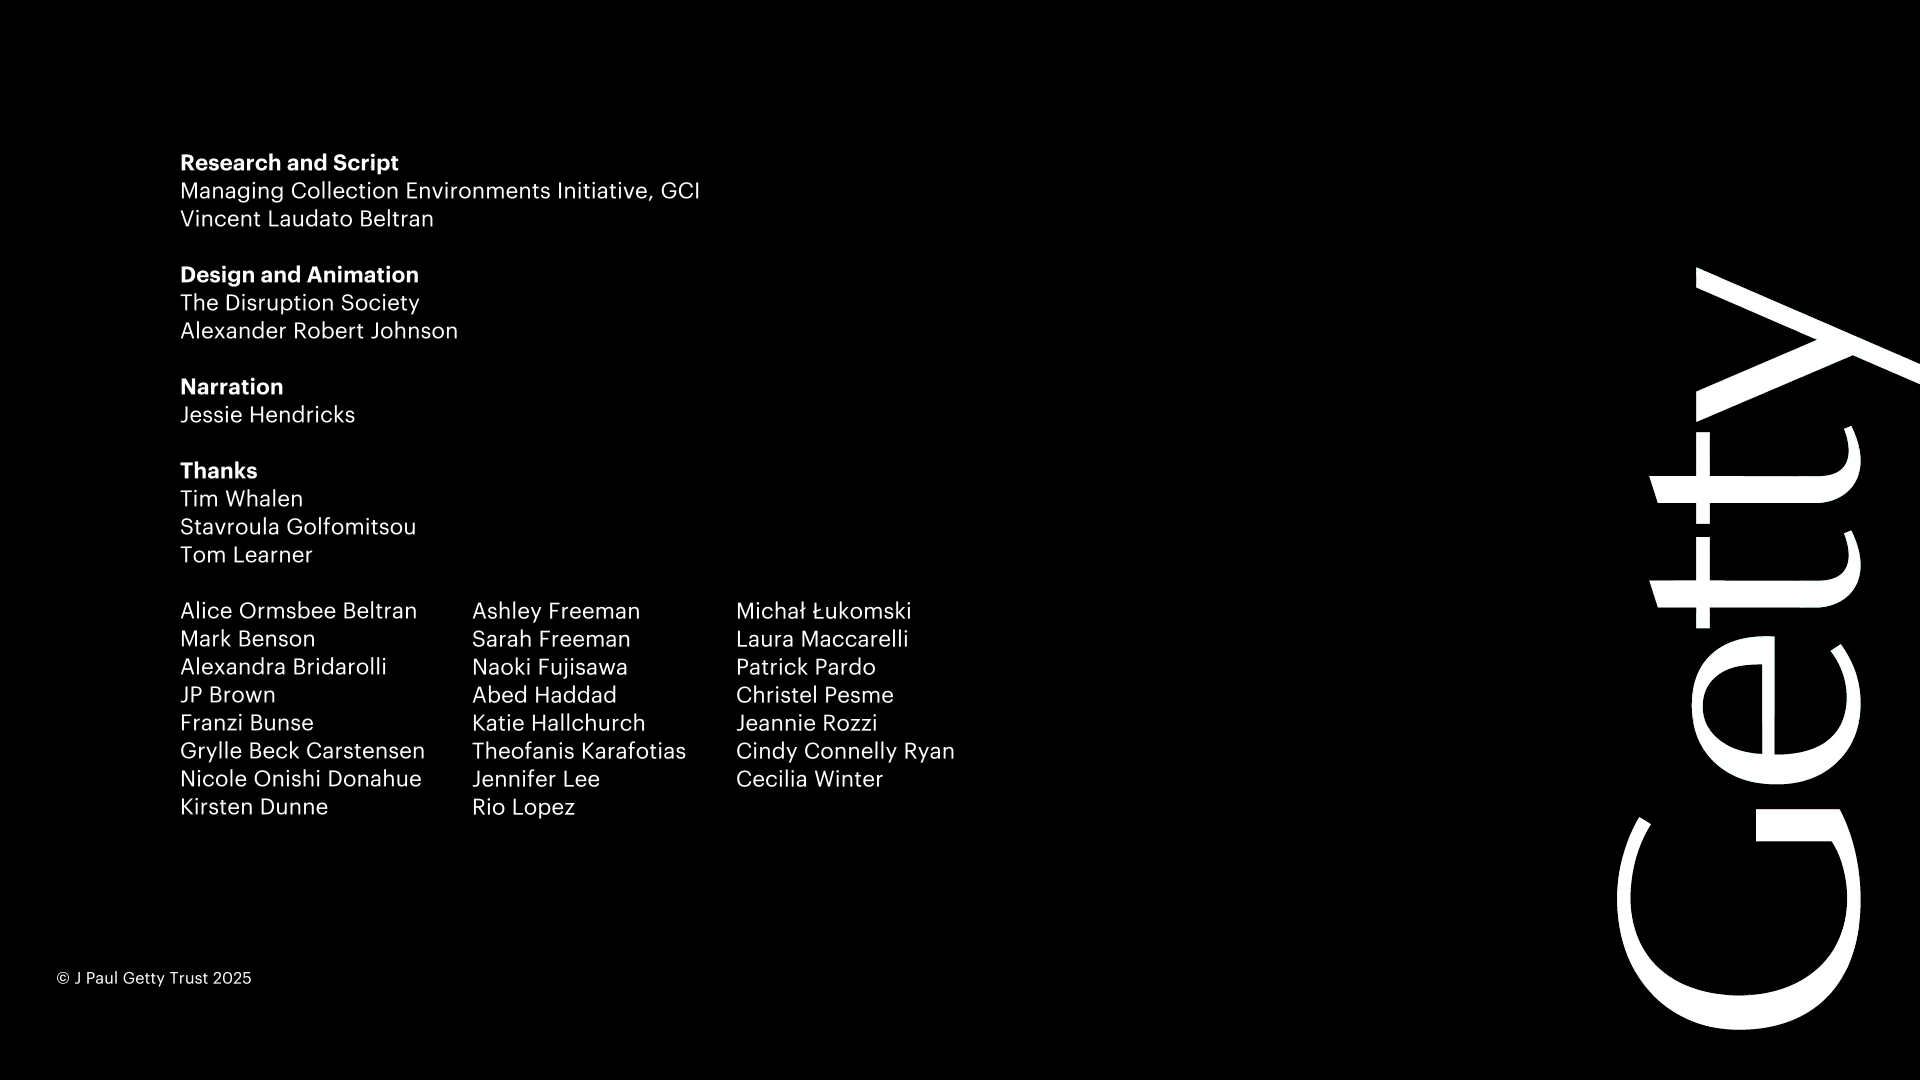 Research and Script
Managing Collection Environments Initiative, GCI
Vincent Laudato Beltran
Design and Animation
The Disruption Society
Alexander Robert Johnson
Narration
Jessie Hendricks
Thanks
Tim Whalen
Stavroula Golfomitsou
Tom Learner
Alice Ormsbee Beltran
Mark Benson
Alexandra Bridarolli
JP Brown
Franzi Bunse
Grylle Beck Carstensen
Nicole Onishi Donahue
Kirsten Dunne
Ashley Freeman
Sarah Freeman
Naoki Fujisawa
Abed Haddad
Katie Hallchurch
Theofanis Karafotias
Jennifer Lee
Rio Lopez
Michał Łukomski
Laura Maccarelli
Patrick Pardo
Christel Pesme
Jeannie Rozzi
Cindy Connelly Ryan
Cecilia Winter
© J Paul Getty Trust 2025
Getty